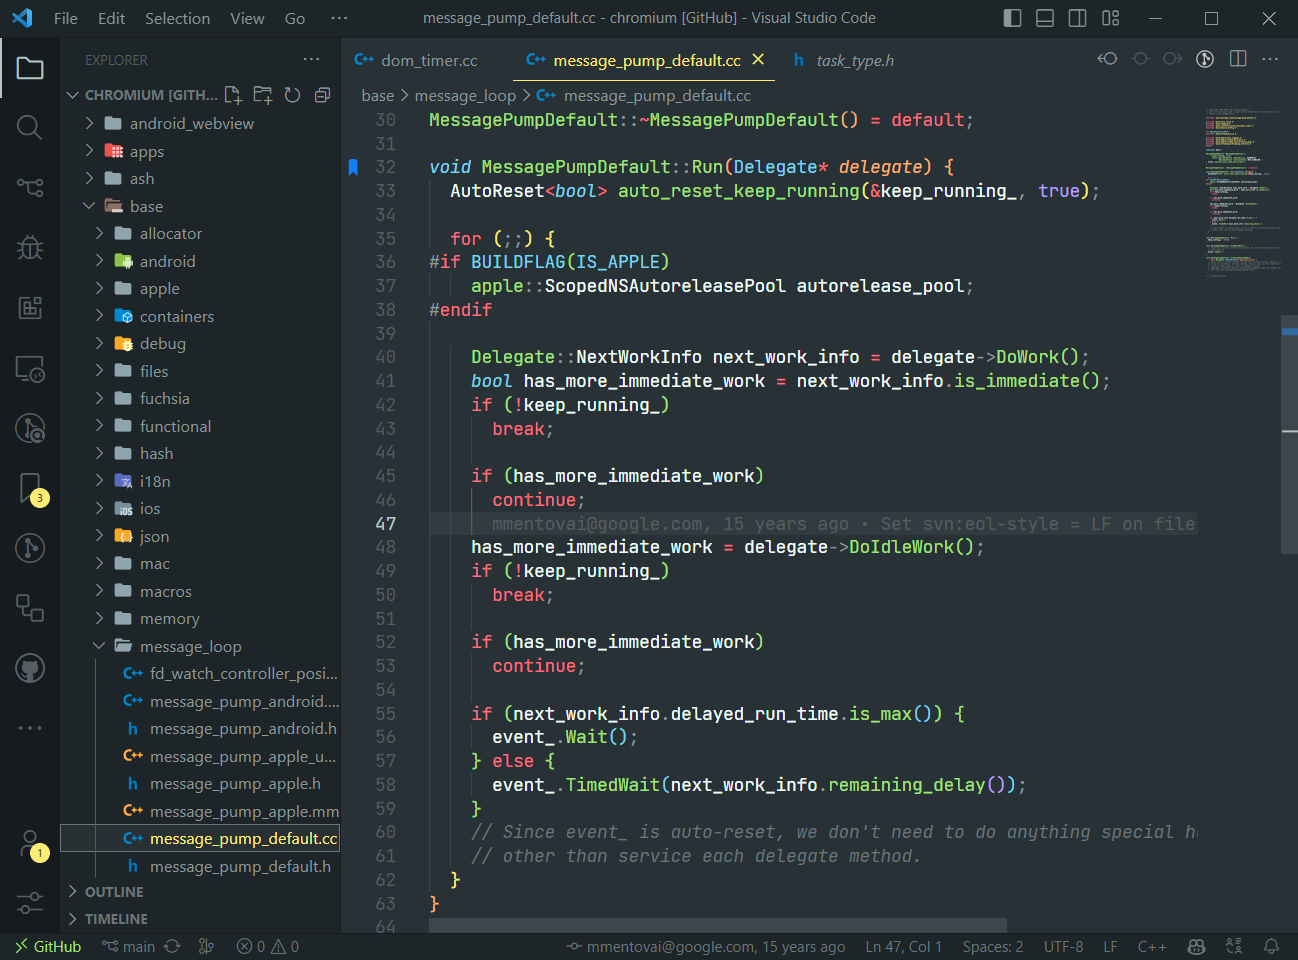 File Edit Selection View Go ··· message_pump_default.cc - chromium [GitHub] - Visual Studio Code
EXPLORER ···
CHROMIUM [GITH...
android_webview
apps
ash
base
allocator
android
apple
containers
debug
files
fuchsia
functional
hash
i18n
ios
json
mac
macros
memory
message_loop
fd_watch_controller_posi...
message_pump_android....
message_pump_android.h
message_pump_apple_u...
message_pump_apple.h
message_pump_apple.mm
message_pump_default.cc
message_pump_default.h
OUTLINE
TIMELINE
3
1
C++ dom_timer.cc C++ message_pump_default.cc h task_type.h
base > message_loop > C++ message_pump_default.cc
30 MessagePumpDefault::~MessagePumpDefault() = default;
31
32 void MessagePumpDefault::Run(Delegate* delegate) {
33 AutoReset<bool> auto_reset_keep_running(&keep_running_, true);
34
35 for (;;) {
36 #if BUILDFLAG(IS_APPLE)
37 apple::ScopedNSAutoreleasePool autorelease_pool;
38 #endif
39
40 Delegate::NextWorkInfo next_work_info = delegate->DoWork();
41 bool has_more_immediate_work = next_work_info.is_immediate();
42 if (!keep_running_)
43 break;
44
45 if (has_more_immediate_work)
46 continue;
47 mmentovai@google.com, 15 years ago • Set svn:eol-style = LF on file
48 has_more_immediate_work = delegate->DoIdleWork();
49 if (!keep_running_)
50 break;
51
52 if (has_more_immediate_work)
53 continue;
54
55 if (next_work_info.delayed_run_time.is_max()) {
56 event_.Wait();
57 } else {
58 event_.TimedWait(next_work_info.remaining_delay());
59 }
60 // Since event_ is auto-reset, we don't need to do anything special h
61 // other than service each delegate method.
62 }
63 }
64
GitHub main 0 0 mmentovai@google.com, 15 years ago Ln 47, Col 1 Spaces: 2 UTF-8 LF C++